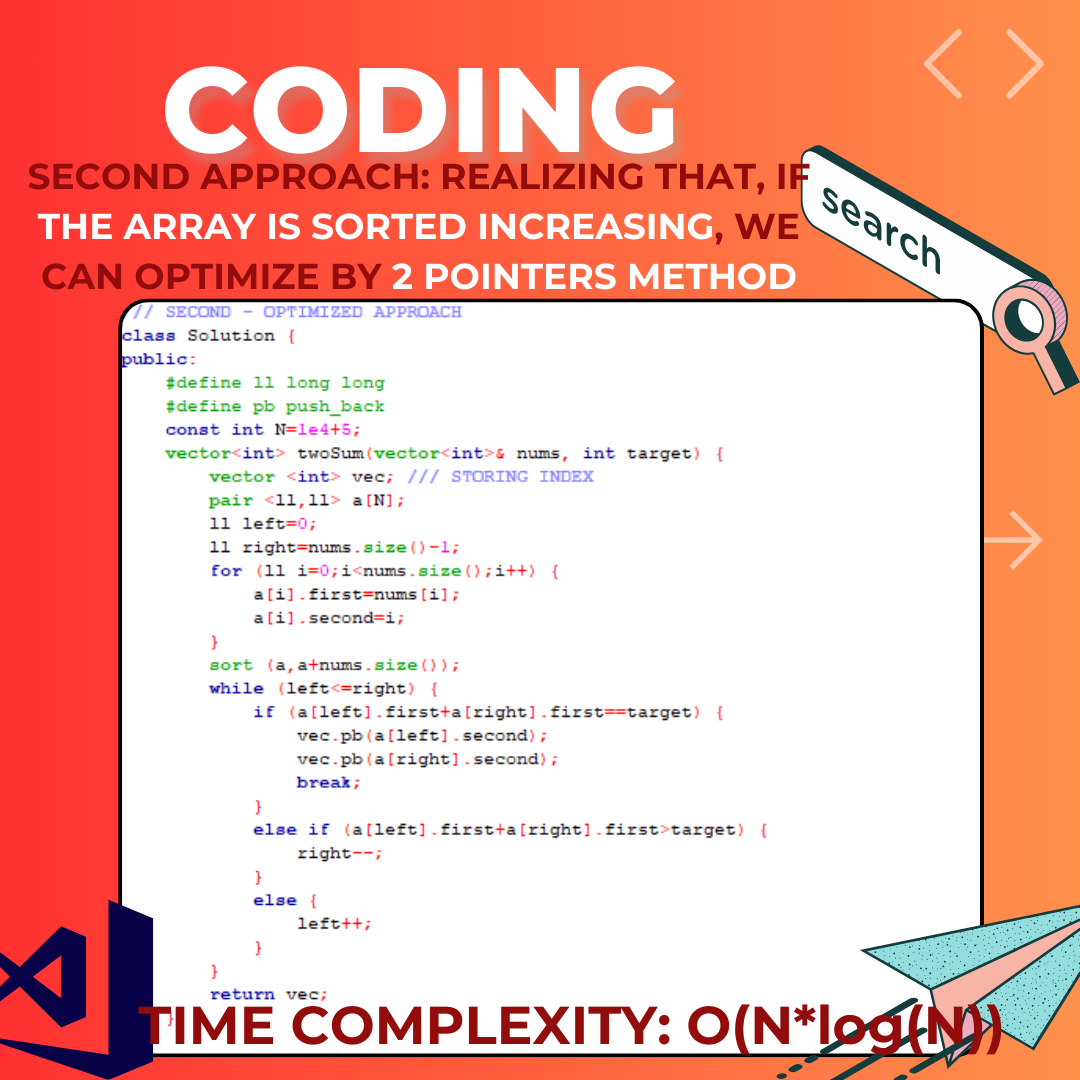 CODING
SECOND APPROACH: REALIZING THAT, IF
THE ARRAY IS SORTED INCREASING, WE
CAN OPTIMIZE BY 2 POINTERS METHOD
search
// SECOND - OPTIMIZED APPROACH
class Solution {
public:
    #define ll long long
    #define pb push_back
    const int N=1e4+5;
    vector<int> twoSum(vector<int>& nums, int target) {
        vector <int> vec; /// STORING INDEX
        pair <ll,ll> a[N];
        ll left=0;
        ll right=nums.size()-1;
        for (ll i=0;i<nums.size();i++) {
            a[i].first=nums[i];
            a[i].second=i;
        }
        sort (a,a+nums.size());
        while (left<=right) {
            if (a[left].first+a[right].first==target) {
                vec.pb(a[left].second);
                vec.pb(a[right].second);
                break;
            }
            else if (a[left].first+a[right].first>target) {
                right--;
            }
            else {
                left++;
            }
        }
        return vec;
    }
TIME COMPLEXITY: O(N*log(N))